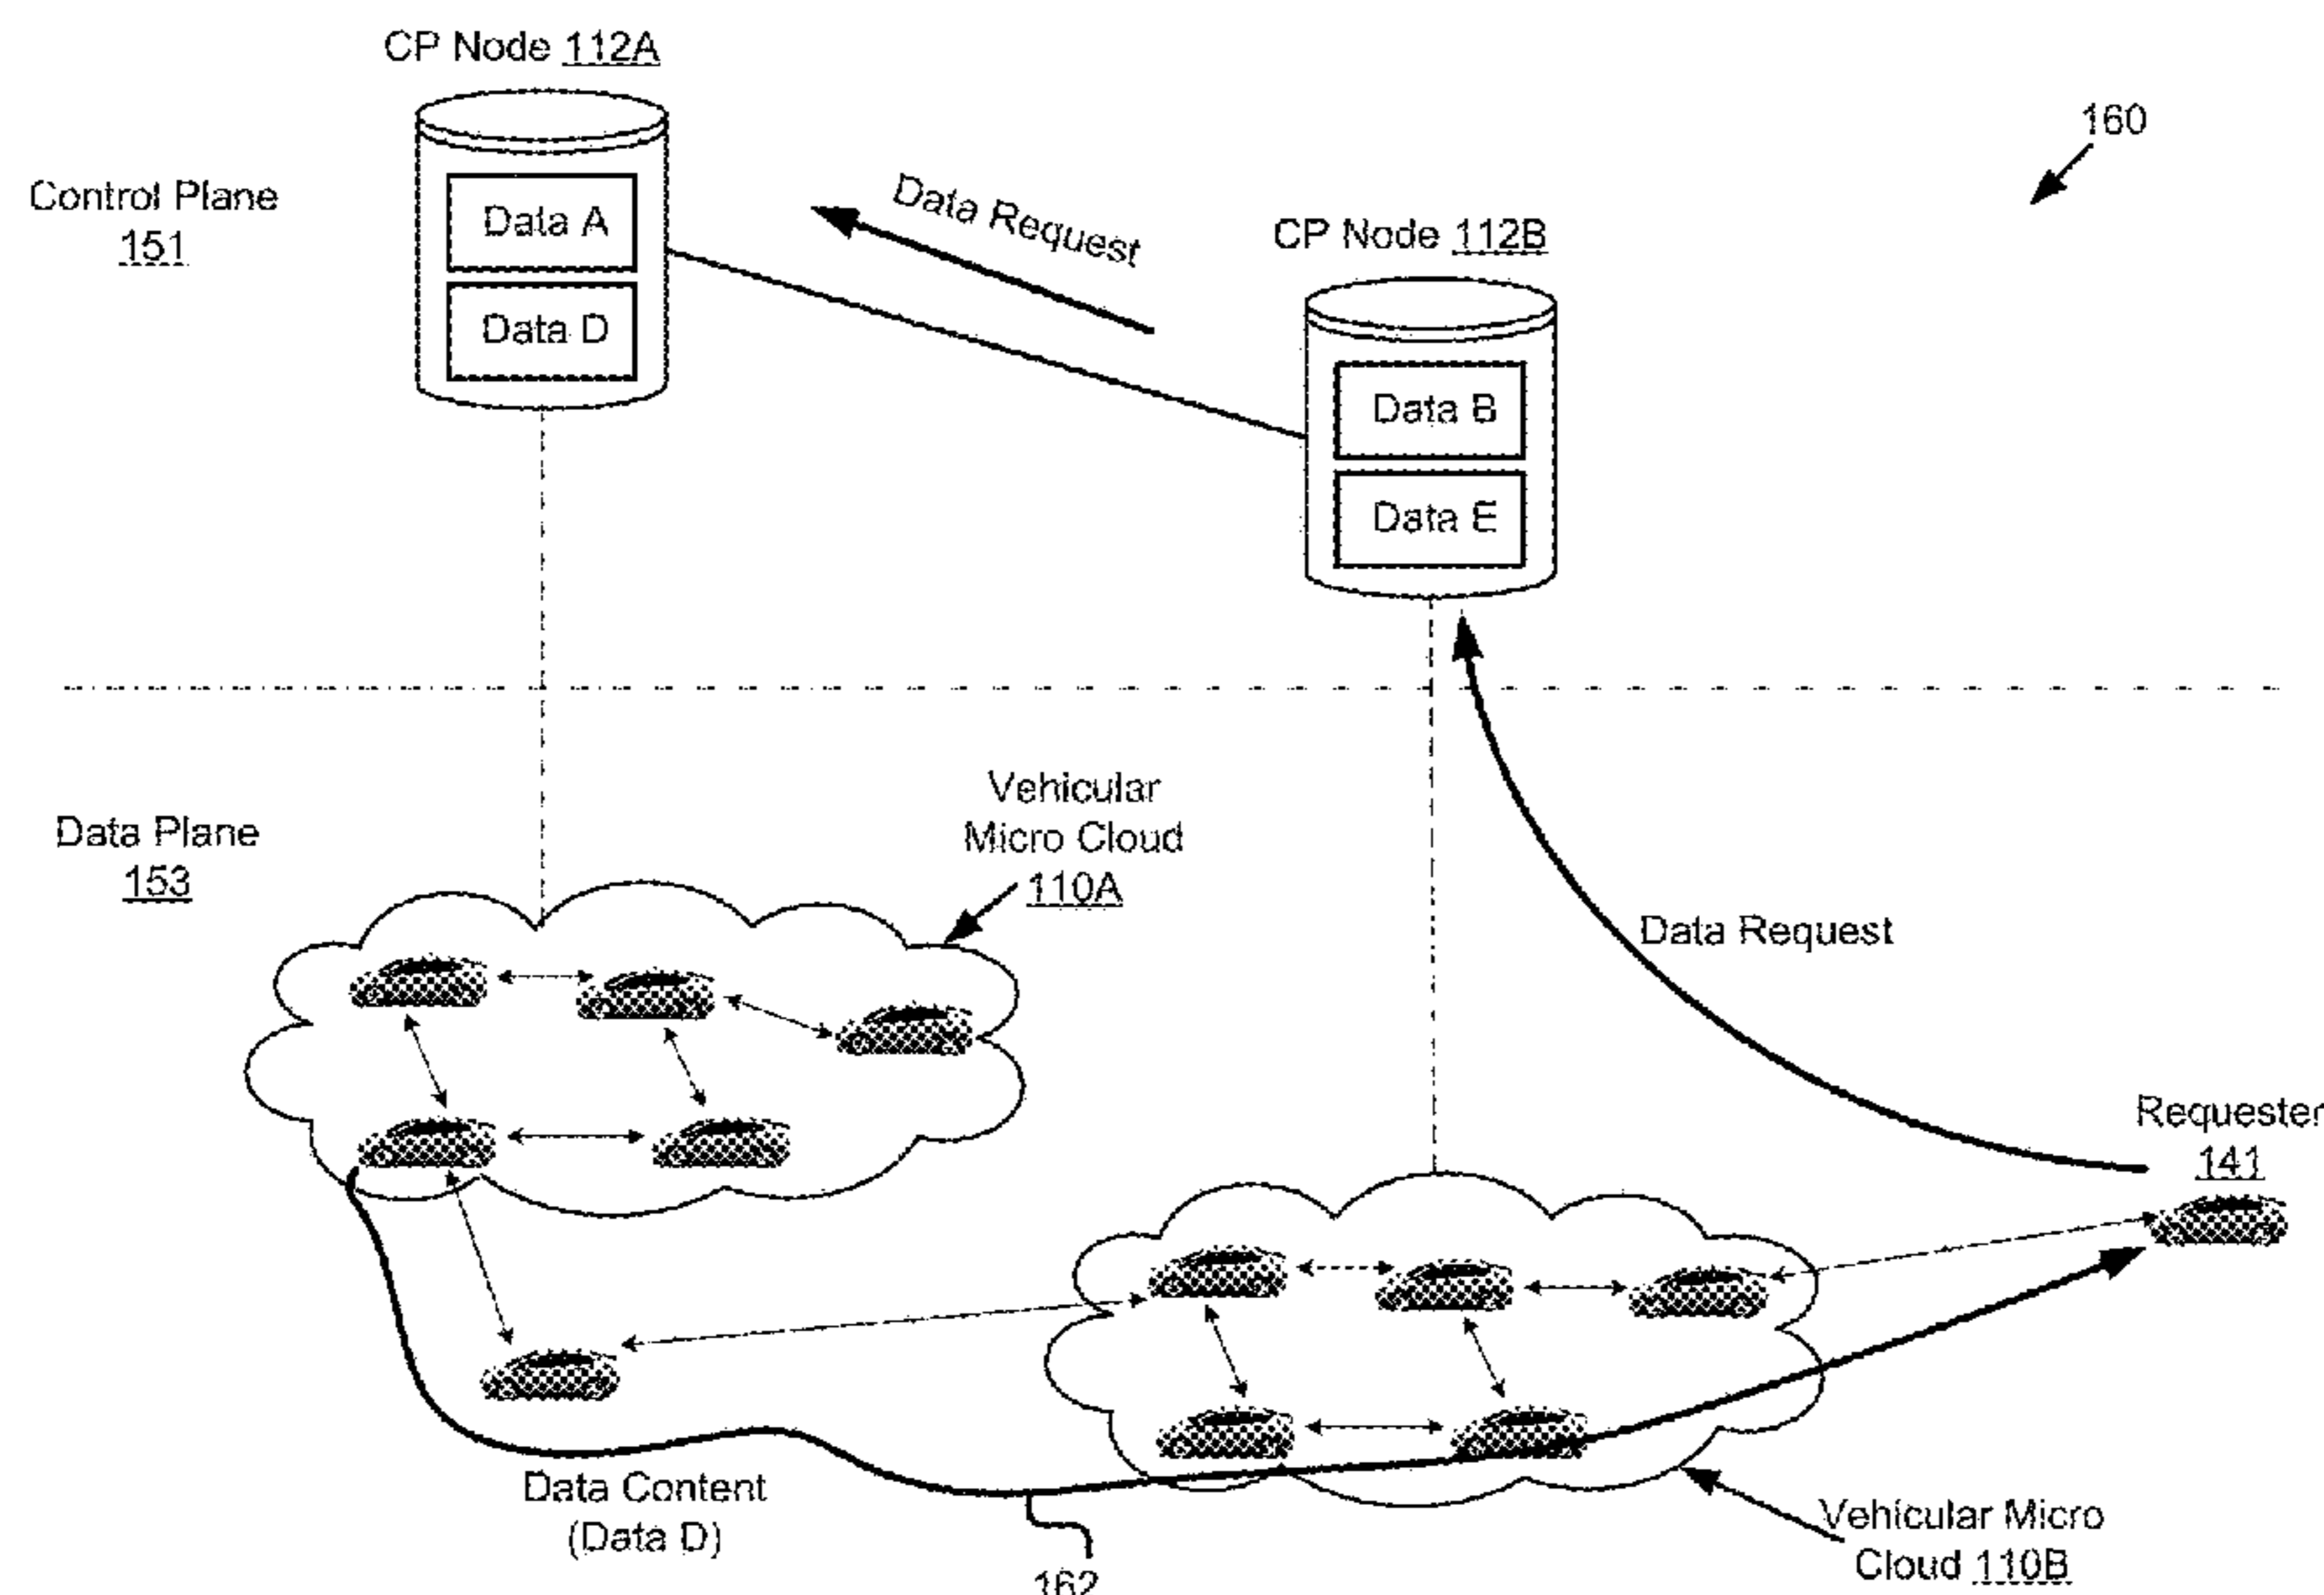 CP Node 112A
160
Control Plane
151
Data A
Data D
Data Request
CP Node 112B
Data B
Data E
Vehicular
Micro Cloud
110A
Data Plane
153
Data Request
Requester
141
Data Content
(Data D)
162
Vehicular Micro
Cloud 110B